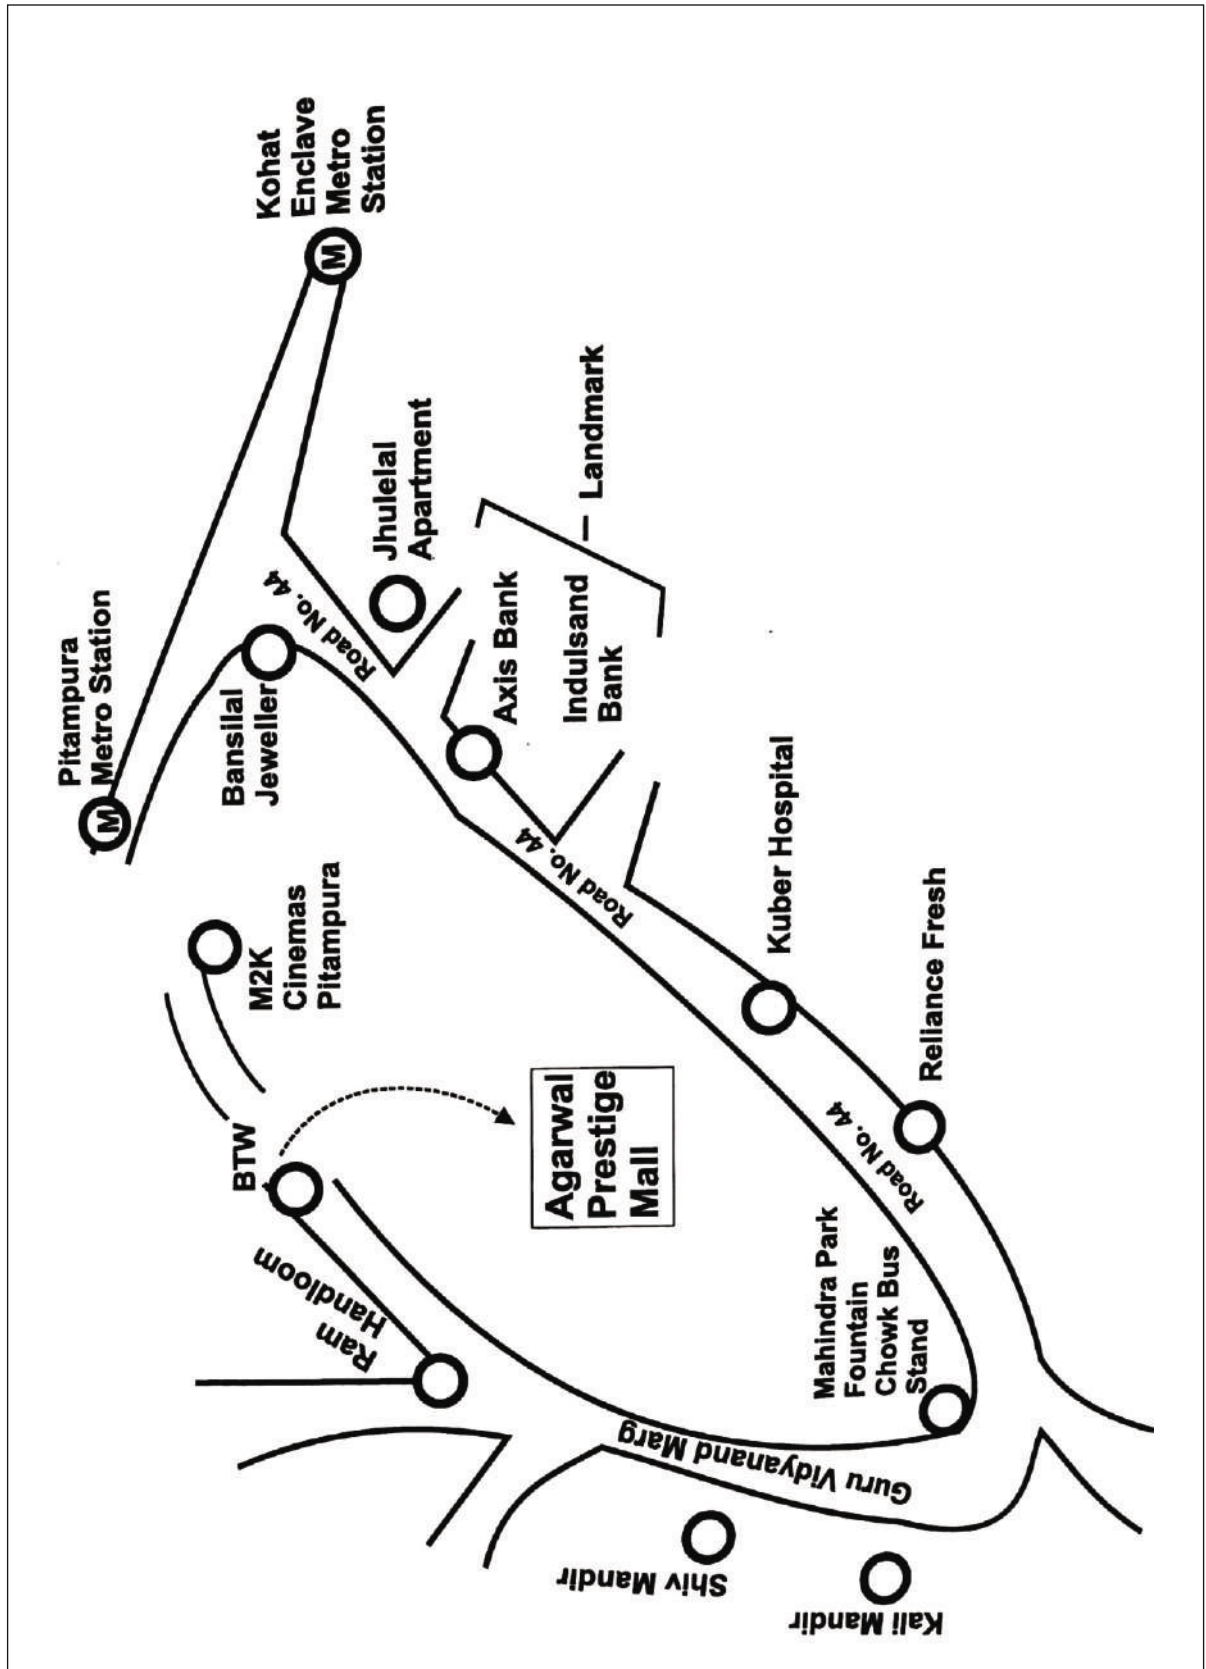 Kohat
Enclave
Metro
Station
M
Pitampura
Metro Station
M
Bansilal
Jeweller
Road No. 44
Jhulelal
Apartment
Axis Bank
Indulsand
Bank
— Landmark
M2K
Cinemas
Pitampura
Road No. 44
Kuber Hospital
Reliance Fresh
BTW
Agarwal
Prestige
Mall
Road No. 44
Ram
Handloom
Mahindra Park
Fountain
Chowk Bus
Stand
Guru Vidyanand Marg
Shiv Mandir
Kali Mandir